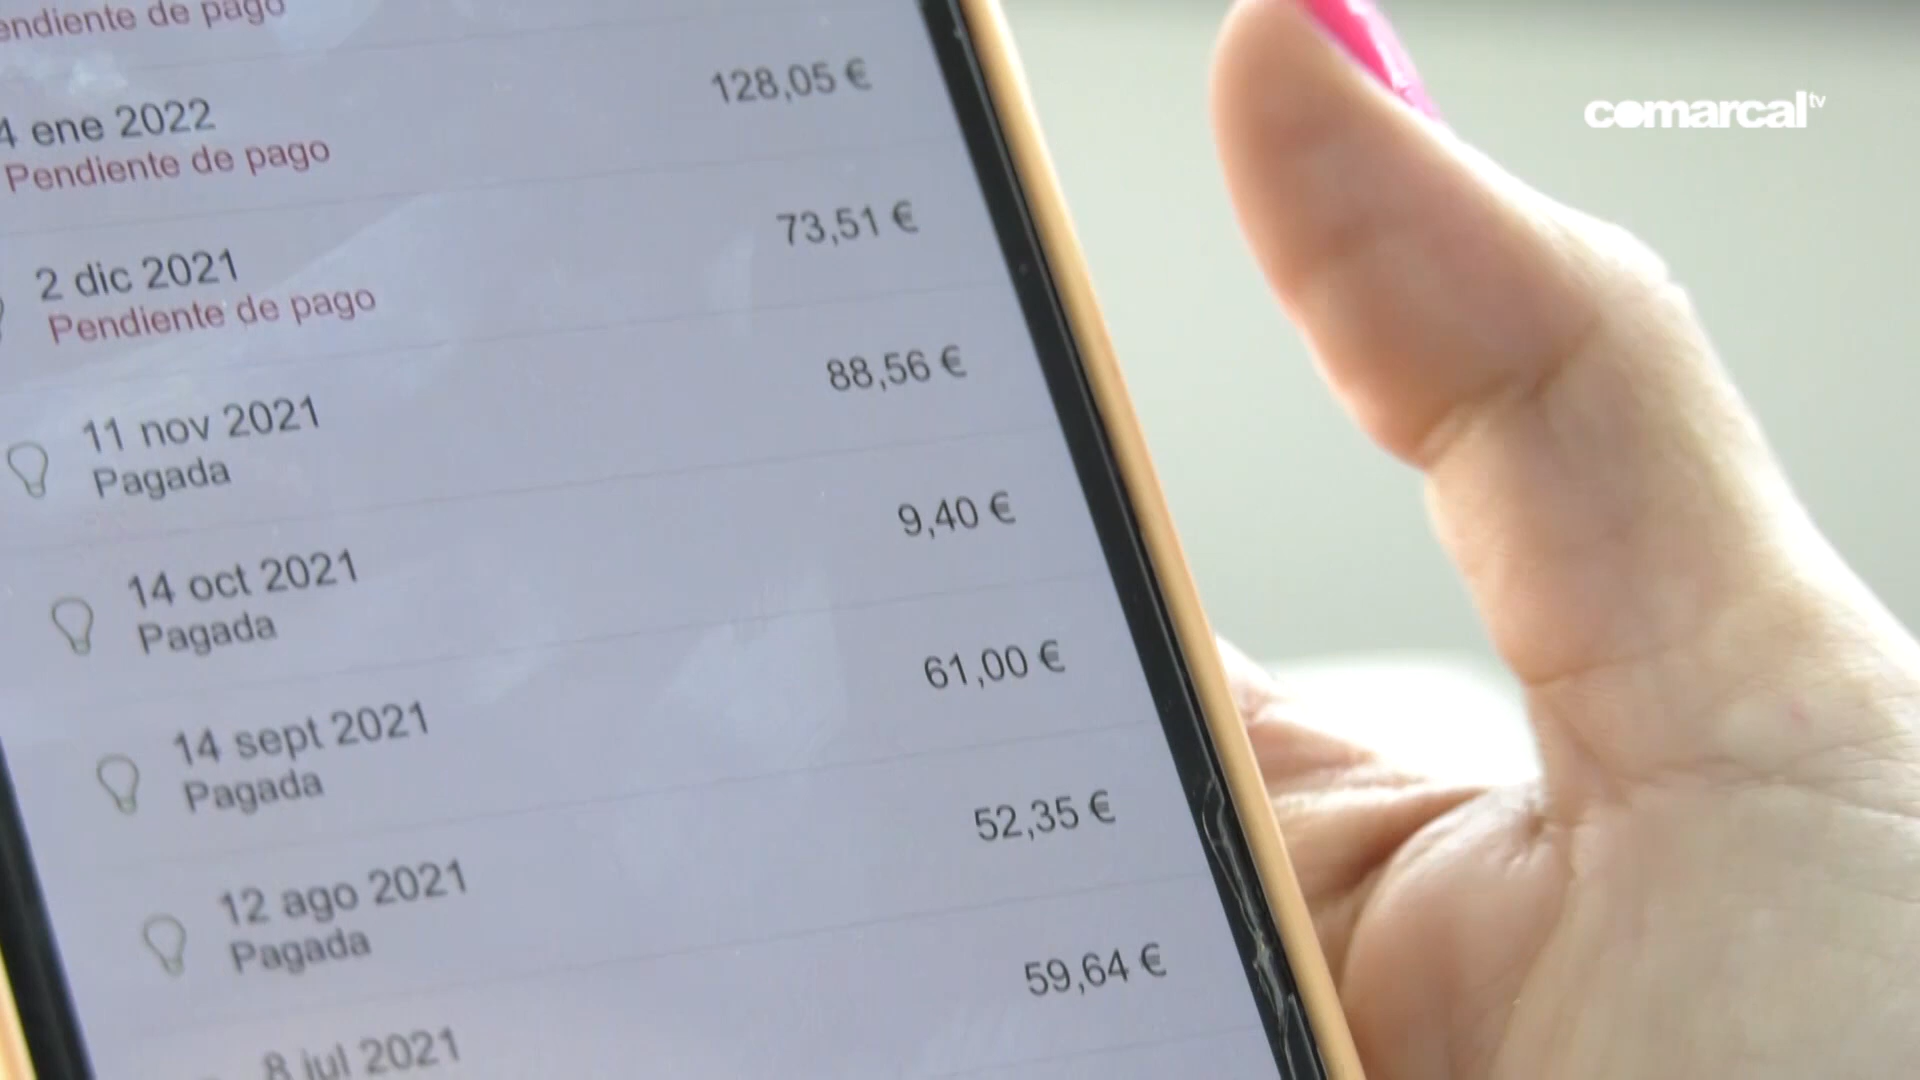 Pendiente de pago
128,05 €
4 ene 2022
Pendiente de pago
73,51 €
2 dic 2021
Pendiente de pago
88,56 €
11 nov 2021
Pagada
9,40 €
14 oct 2021
Pagada
61,00 €
14 sept 2021
Pagada
52,35 €
12 ago 2021
Pagada
59,64 €
8 jul 2021
comarcal tv